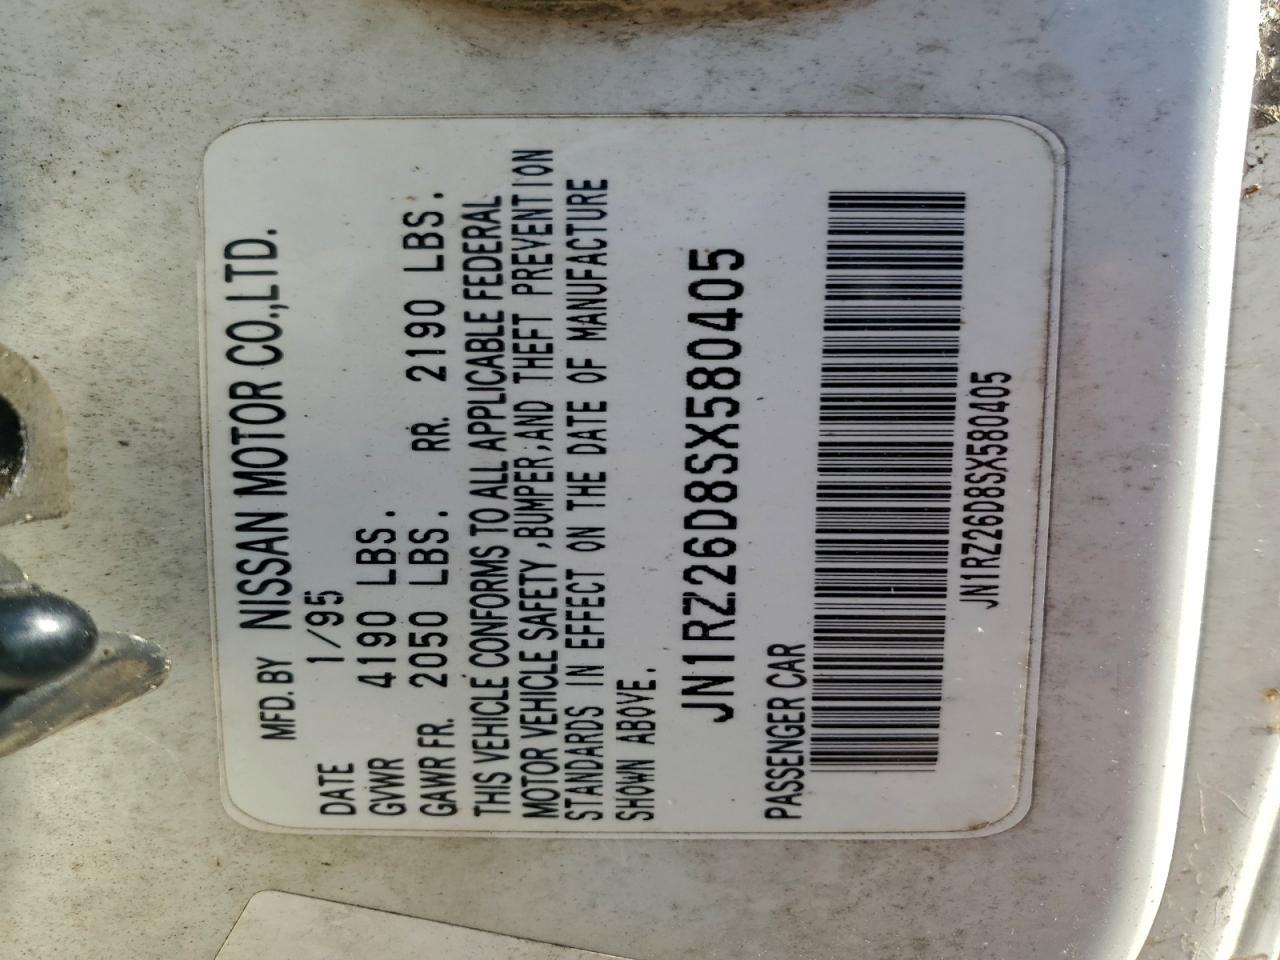 MFD. BY NISSAN MOTOR CO.,LTD.
DATE 1/95
GVWR 4190 LBS.
GAWR FR. 2050 LBS. RR. 2190 LBS.
THIS VEHICLE CONFORMS TO ALL APPLICABLE FEDERAL
MOTOR VEHICLE SAFETY ,BUMPER,AND THEFT PREVENTION
STANDARDS IN EFFECT ON THE DATE OF MANUFACTURE
SHOWN ABOVE.
JN1RZ26D8SX580405
PASSENGER CAR
JN1RZ26D8SX580405